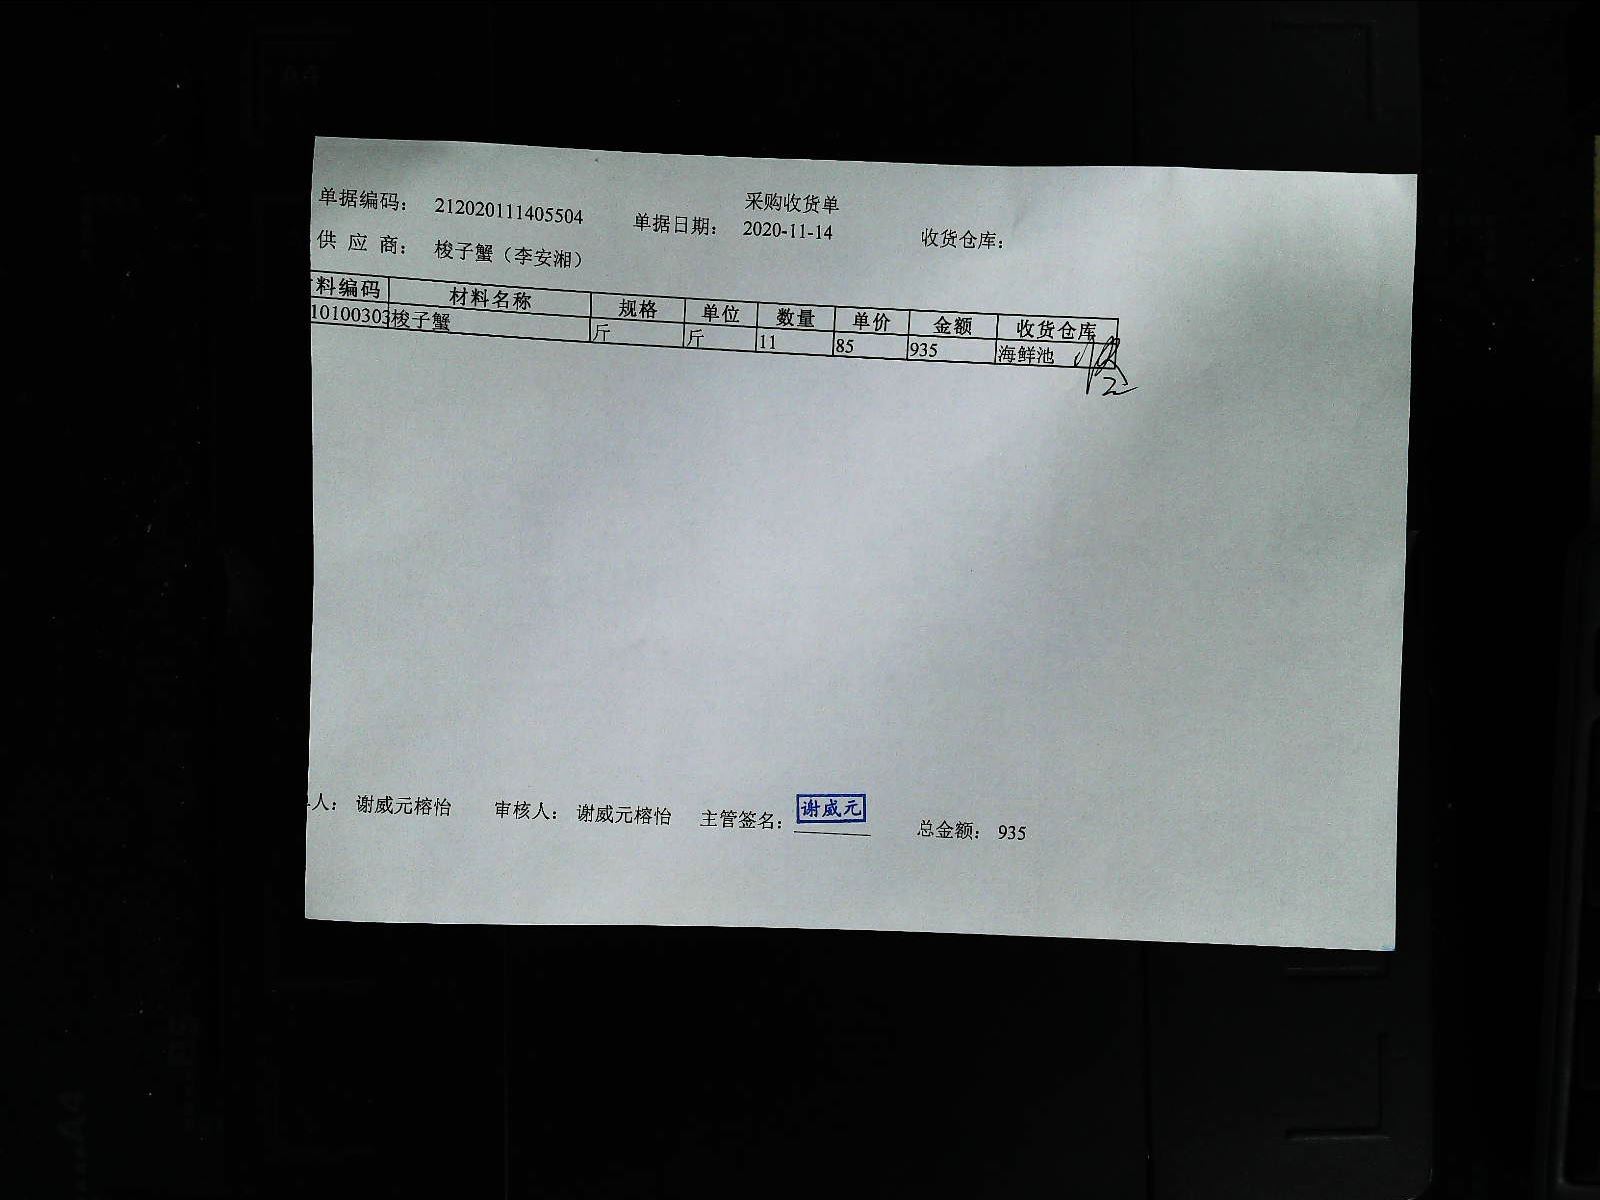 采购收货单
单据编码： 212020111405504 单据日期： 2020-11-14 收货仓库：
供 应 商： 梭子蟹（李安湘）
料编码 材料名称 规格 单位 数量 单价 金额 收货仓库
10100303 梭子蟹 斤 斤 11 85 935 海鲜池
人： 谢威元榕怡 审核人： 谢威元榕怡 主管签名： 谢威元 总金额： 935